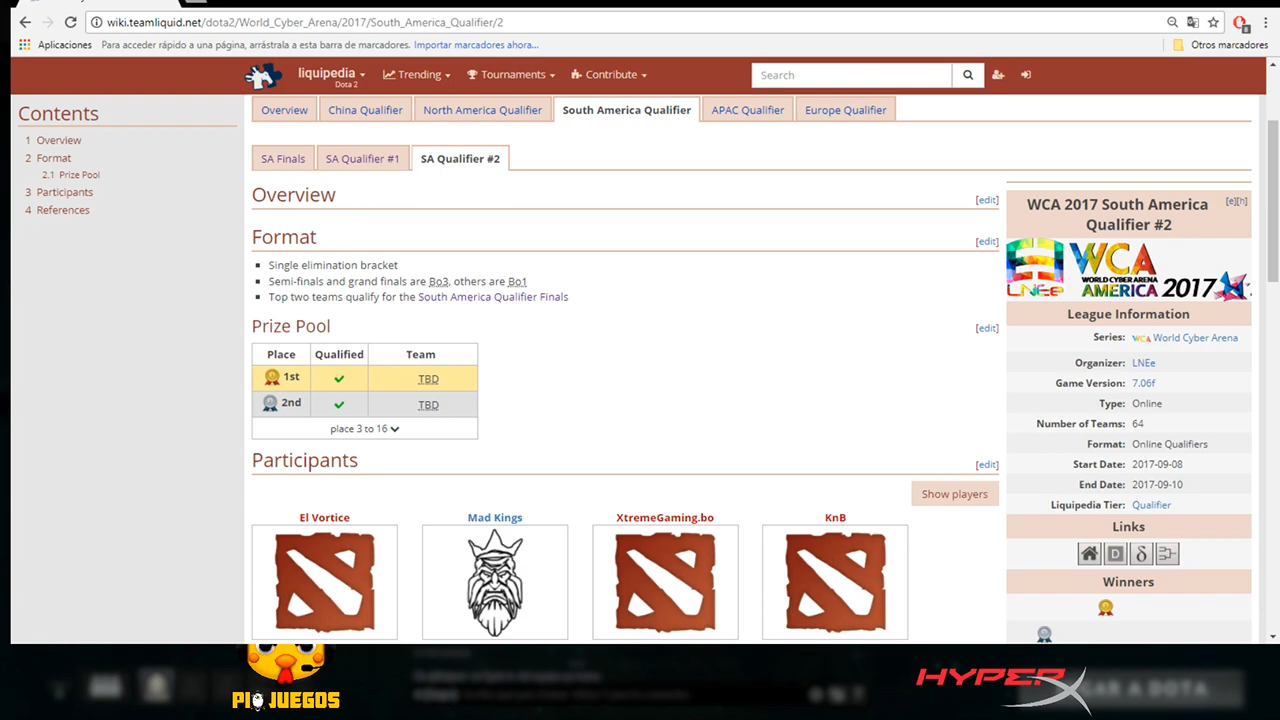 wiki.teamliquid.net/dota2/World_Cyber_Arena/2017/South_America_Qualifier/2
Aplicaciones Para acceder rápido a una página, arrástrala a esta barra de marcadores. Importar marcadores ahora... Otros marcadores
liquipedia
Dota 2
Trending Tournaments Contribute Search
Contents
1 Overview
2 Format
2.1 Prize Pool
3 Participants
4 References
Overview China Qualifier North America Qualifier South America Qualifier APAC Qualifier Europe Qualifier
SA Finals SA Qualifier #1 SA Qualifier #2
Overview [edit]
Format [edit]
Single elimination bracket
Semi-finals and grand finals are Bo3, others are Bo1
Top two teams qualify for the South America Qualifier Finals
Prize Pool [edit]
Place Qualified Team
1st TBD
2nd TBD
place 3 to 16
Participants [edit]
Show players
El Vortice Mad Kings XtremeGaming.bo KnB
WCA 2017 South America [e][h]
Qualifier #2
LNEe WCA
WORLD CYBER ARENA
AMERICA 2017
League Information
Series: WCA World Cyber Arena
Organizer: LNEe
Game Version: 7.06f
Type: Online
Number of Teams: 64
Format: Online Qualifiers
Start Date: 2017-09-08
End Date: 2017-09-10
Liquipedia Tier: Qualifier
Links
Winners
PIOJUEGOS
HYPERX
AR A DOTA